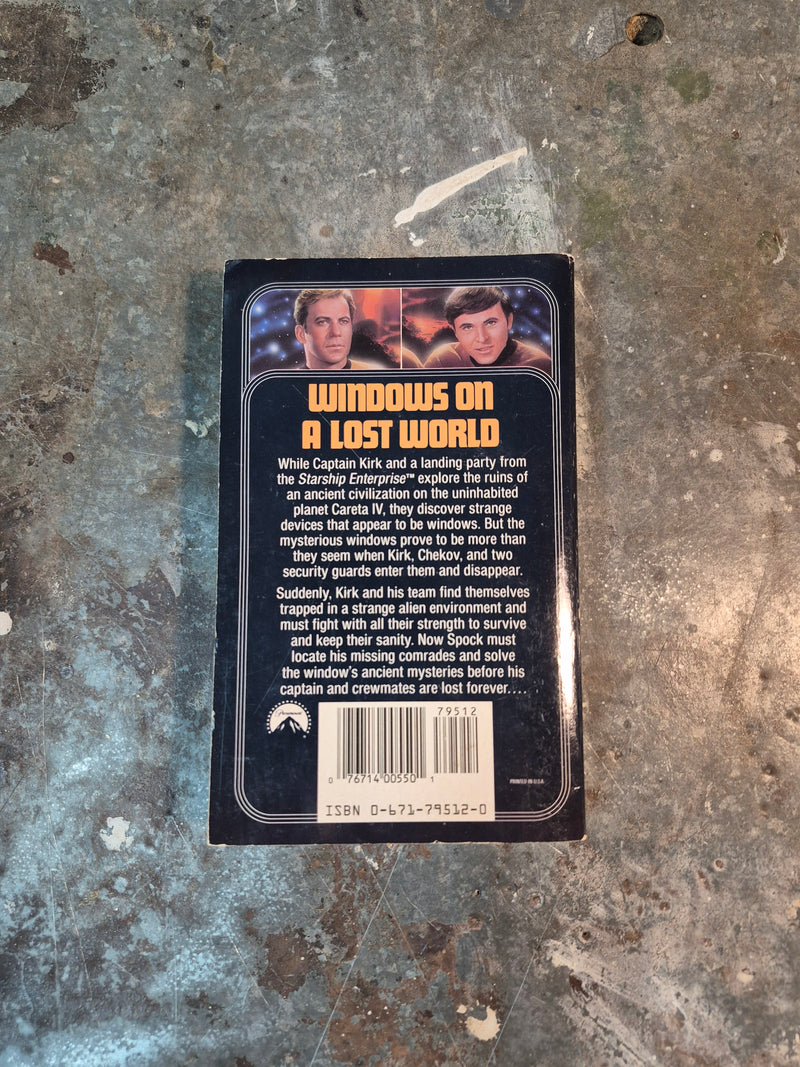 WINDOWS ON
A LOST WORLD
While Captain Kirk and a landing party from
the Starship Enterprise™ explore the ruins of
an ancient civilization on the uninhabited
planet Careta IV, they discover strange
devices that appear to be windows. But the
mysterious windows prove to be more than
they seem when Kirk, Chekov, and two
security guards enter them and disappear.
Suddenly, Kirk and his team find themselves
trapped in a strange alien environment and
must fight with all their strength to survive
and keep their sanity. Now Spock must
locate his missing comrades and solve
the window's ancient mysteries before his
captain and crewmates are lost forever....
Paramount
79512
0 76714 00550 1
PRINTED IN U.S.A.
ISBN 0-671-79512-0